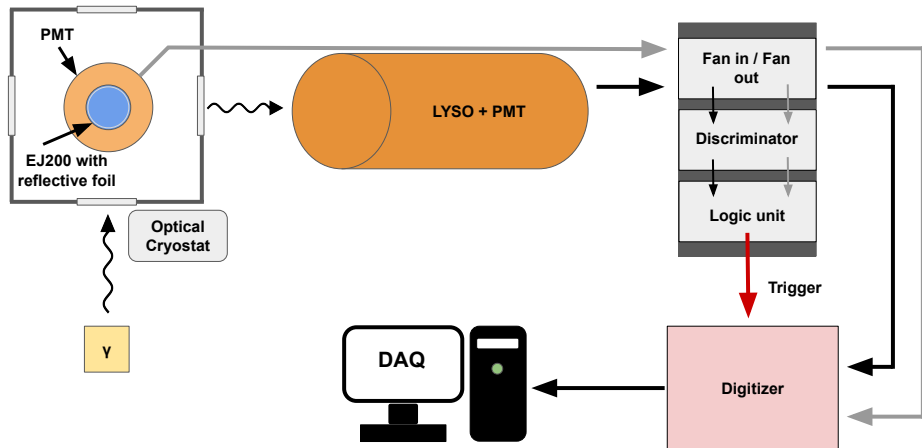 PMT
EJ200 with
reflective foil
Optical
Cryostat
γ
LYSO + PMT
Fan in / Fan
out
Discriminator
Logic unit
Trigger
DAQ
Digitizer